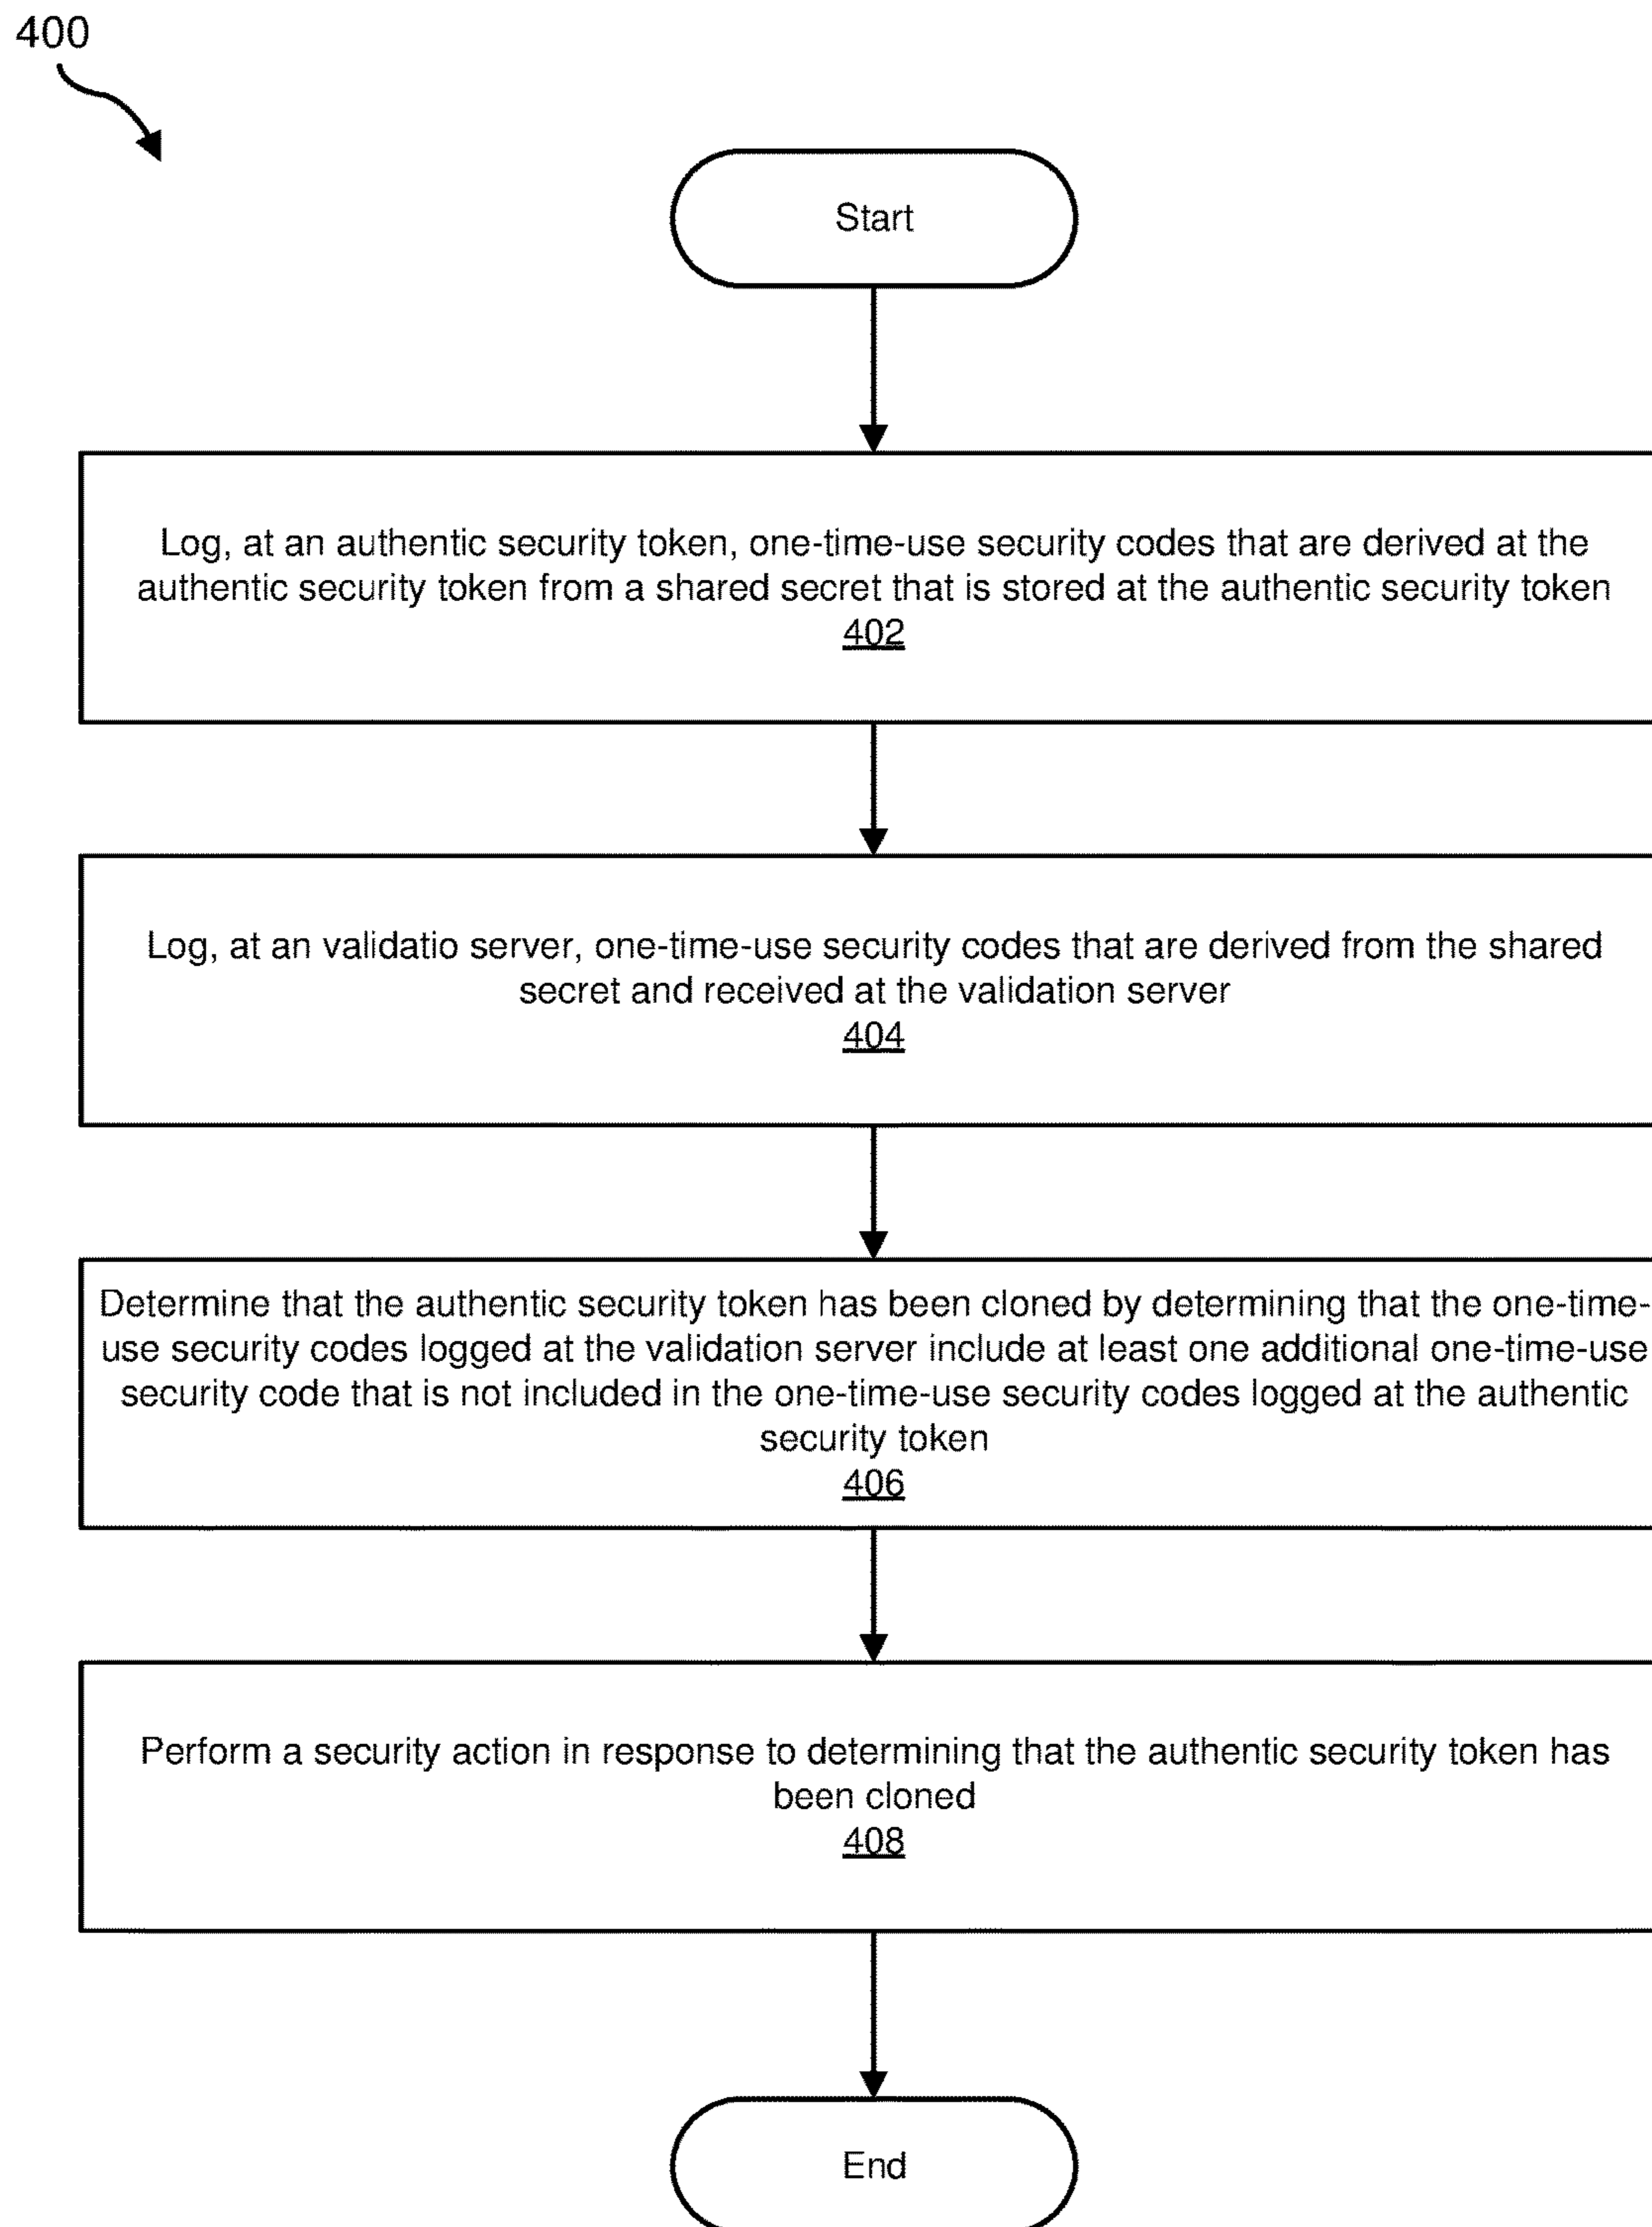 400
Start
Log, at an authentic security token, one-time-use security codes that are derived at the
authentic security token from a shared secret that is stored at the authentic security token
402
Log, at an validatio server, one-time-use security codes that are derived from the shared
secret and received at the validation server
404
Determine that the authentic security token has been cloned by determining that the one-time-
use security codes logged at the validation server include at least one additional one-time-use
security code that is not included in the one-time-use security codes logged at the authentic
security token
406
Perform a security action in response to determining that the authentic security token has
been cloned
408
End